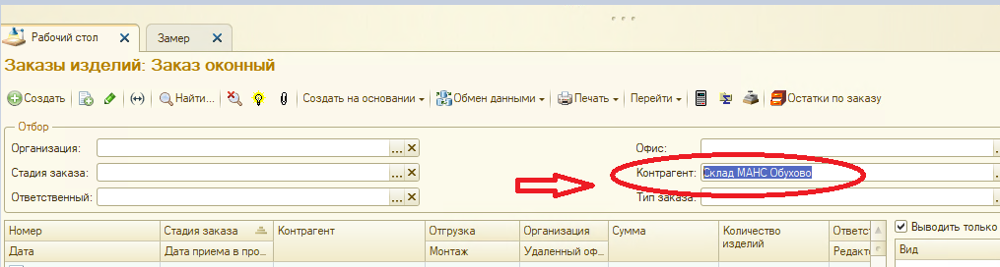 Рабочий стол Замер
Заказы изделий: Заказ оконный
Создать Найти... Создать на основании Обмен данными Печать Перейти Остатки по заказу
Отбор
Организация: Офис:
Стадия заказа: Контрагент: Склад МАНС Обухово
Ответственный: Тип заказа:
Номер Стадия заказа Контрагент Отгрузка Организация Сумма Количество изделий Ответс Выводить только
Дата Дата приема в про... Монтаж Удаленный оф... Редакто Вид